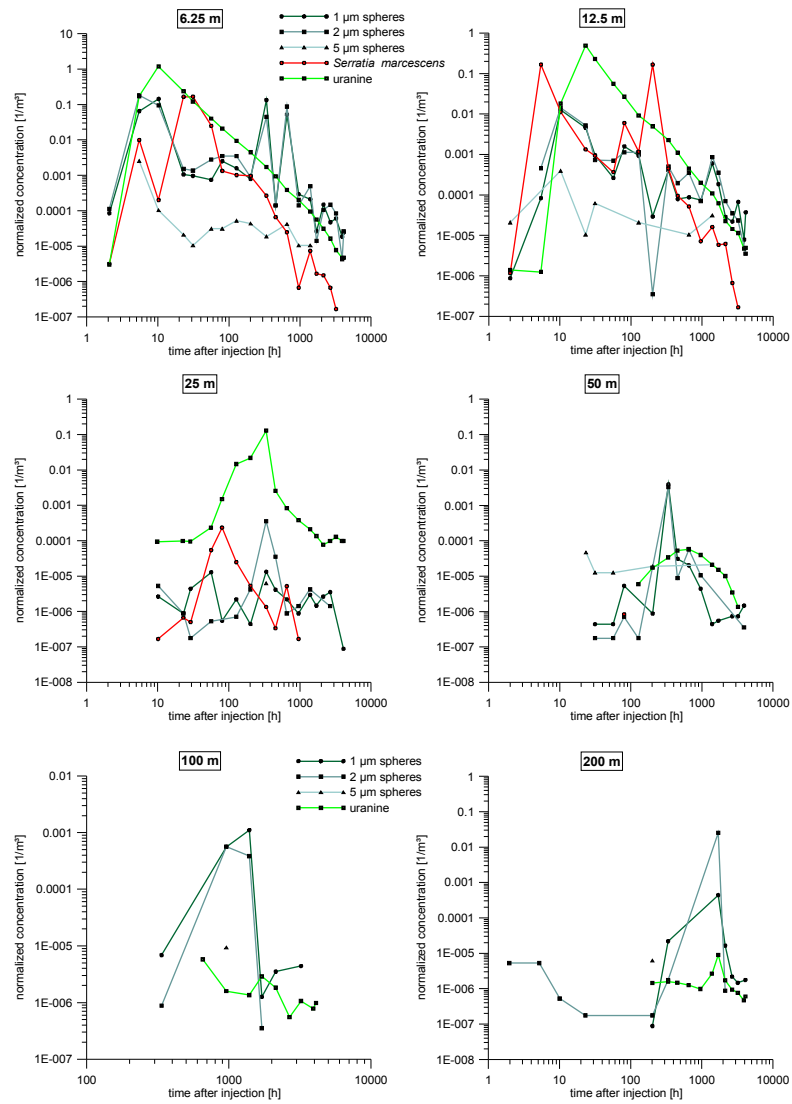 6.25 m
1 µm spheres
2 µm spheres
5 µm spheres
Serratia marcescens
uranine
normalized concentration [1/m³]
10
1
0.1
0.01
0.001
0.0001
1E-005
1E-006
1E-007
1
10
100
1000
10000
time after injection [h]
12.5 m
normalized concentration [1/m³]
1
0.1
0.01
0.001
0.0001
1E-005
1E-006
1E-007
1
10
100
1000
10000
time after injection [h]
25 m
normalized concentration [1/m³]
1
0.1
0.01
0.001
0.0001
1E-005
1E-006
1E-007
1E-008
1
10
100
1000
10000
time after injection [h]
50 m
normalized concentration [1/m³]
1
0.1
0.01
0.001
0.0001
1E-005
1E-006
1E-007
1E-008
1
10
100
1000
10000
time after injection [h]
100 m
1 µm spheres
2 µm spheres
5 µm spheres
uranine
normalized concentration [1/m³]
0.01
0.001
0.0001
1E-005
1E-006
1E-007
100
1000
10000
time after injection [h]
200 m
normalized concentration [1/m³]
1
0.1
0.01
0.001
0.0001
1E-005
1E-006
1E-007
1E-008
1
10
100
1000
10000
time after injection [h]